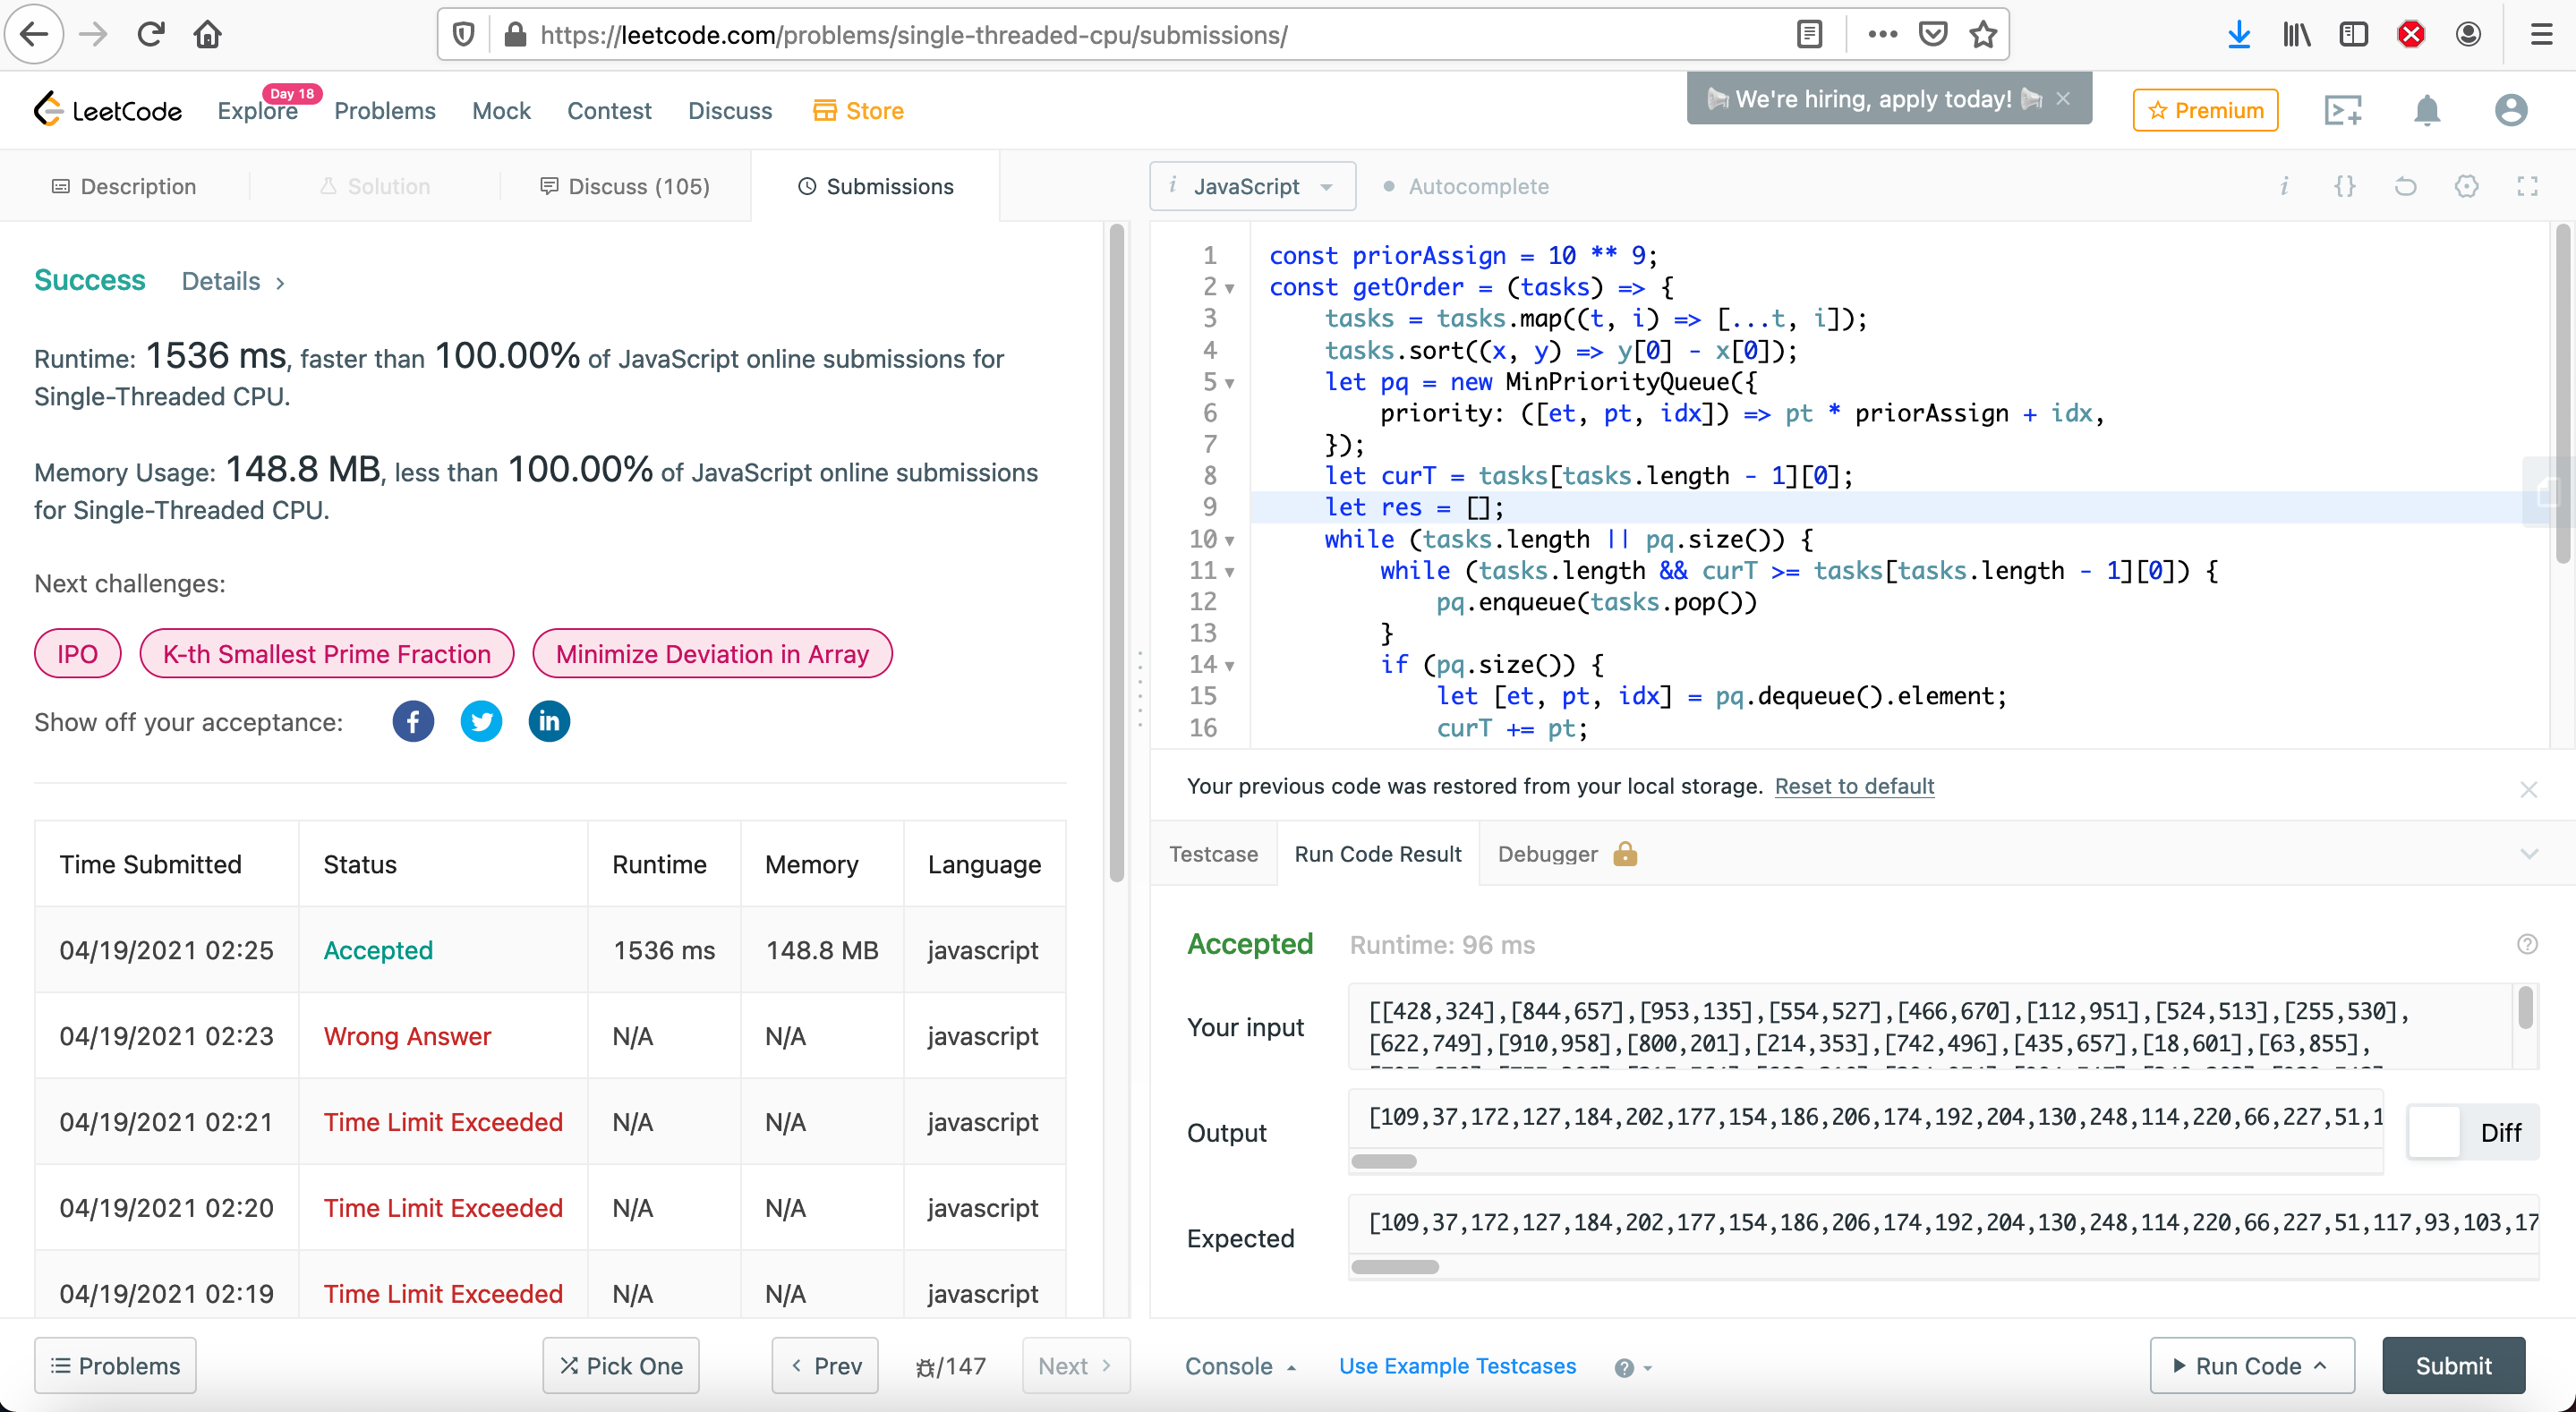 https://leetcode.com/problems/single-threaded-cpu/submissions/
LeetCode
Explore
Day 18
Problems
Mock
Contest
Discuss
Store
We're hiring, apply today!
Premium
Description
Solution
Discuss (105)
Submissions
Success
Details
Runtime: 1536 ms, faster than 100.00% of JavaScript online submissions for
Single-Threaded CPU.
Memory Usage: 148.8 MB, less than 100.00% of JavaScript online submissions
for Single-Threaded CPU.
Next challenges:
IPO
K-th Smallest Prime Fraction
Minimize Deviation in Array
Show off your acceptance:
Time Submitted Status Runtime Memory Language
04/19/2021 02:25 Accepted 1536 ms 148.8 MB javascript
04/19/2021 02:23 Wrong Answer N/A N/A javascript
04/19/2021 02:21 Time Limit Exceeded N/A N/A javascript
04/19/2021 02:20 Time Limit Exceeded N/A N/A javascript
04/19/2021 02:19 Time Limit Exceeded N/A N/A javascript
Problems
Pick One
Prev
/147
Next
i JavaScript
Autocomplete
1 const priorAssign = 10 ** 9;
2 const getOrder = (tasks) => {
3 tasks = tasks.map((t, i) => [...t, i]);
4 tasks.sort((x, y) => y[0] - x[0]);
5 let pq = new MinPriorityQueue({
6 priority: ([et, pt, idx]) => pt * priorAssign + idx,
7 });
8 let curT = tasks[tasks.length - 1][0];
9 let res = [];
10 while (tasks.length || pq.size()) {
11 while (tasks.length && curT >= tasks[tasks.length - 1][0]) {
12 pq.enqueue(tasks.pop())
13 }
14 if (pq.size()) {
15 let [et, pt, idx] = pq.dequeue().element;
16 curT += pt;
Your previous code was restored from your local storage. Reset to default
Testcase
Run Code Result
Debugger
Accepted
Runtime: 96 ms
Your input
[[428,324],[844,657],[953,135],[554,527],[466,670],[112,951],[524,513],[255,530],
[622,749],[910,958],[800,201],[214,353],[742,496],[435,657],[18,601],[63,855],
Output
[109,37,172,127,184,202,177,154,186,206,174,192,204,130,248,114,220,66,227,51,1
Diff
Expected
[109,37,172,127,184,202,177,154,186,206,174,192,204,130,248,114,220,66,227,51,117,93,103,17
Console
Use Example Testcases
Run Code
Submit